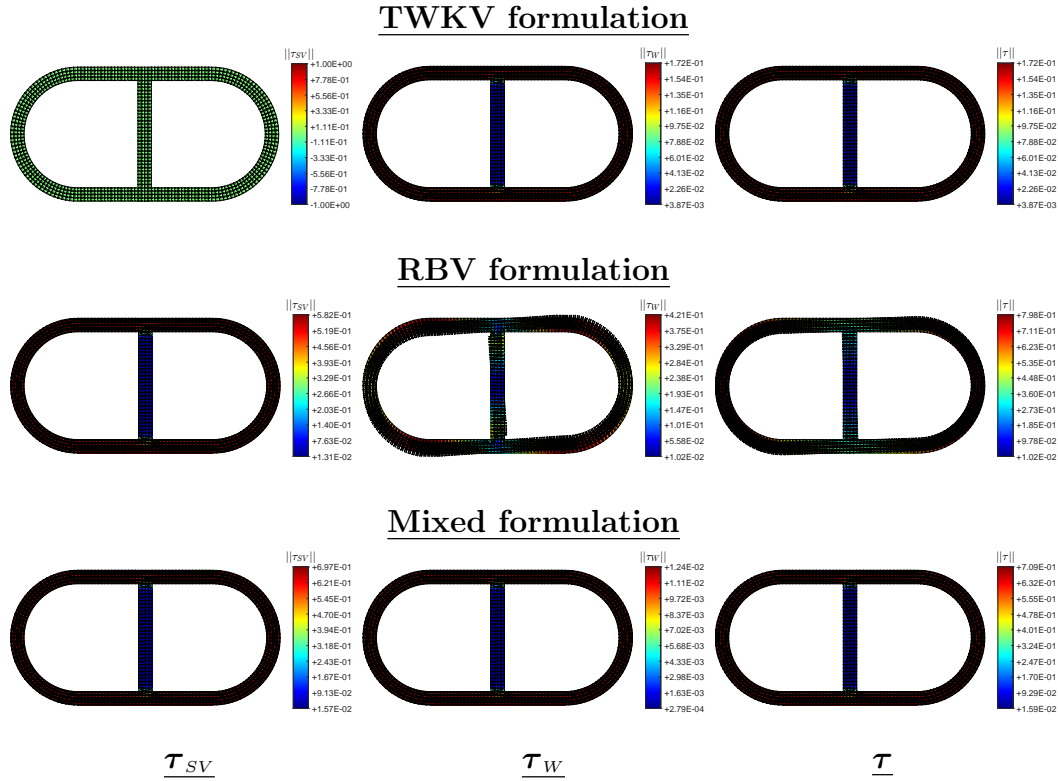 TWKV formulation
||τSV||
+1.00E+00
+7.78E-01
+5.56E-01
+3.33E-01
+1.11E-01
-1.11E-01
-3.33E-01
-5.56E-01
-7.78E-01
-1.00E+00
||τW||
+1.72E-01
+1.54E-01
+1.35E-01
+1.16E-01
+9.75E-02
+7.88E-02
+6.01E-02
+4.13E-02
+2.26E-02
+3.87E-03
||τ||
+1.72E-01
+1.54E-01
+1.35E-01
+1.16E-01
+9.75E-02
+7.88E-02
+6.01E-02
+4.13E-02
+2.26E-02
+3.87E-03
RBV formulation
||τSV||
+5.82E-01
+5.19E-01
+4.56E-01
+3.93E-01
+3.29E-01
+2.66E-01
+2.03E-01
+1.40E-01
+7.63E-02
+1.31E-02
||τW||
+4.21E-01
+3.75E-01
+3.30E-01
+2.84E-01
+2.38E-01
+1.93E-01
+1.47E-01
+1.01E-01
+5.58E-02
+1.02E-02
||τ||
+7.98E-01
+7.11E-01
+6.23E-01
+5.35E-01
+4.48E-01
+3.60E-01
+2.73E-01
+1.85E-01
+9.78E-02
+1.02E-02
Mixed formulation
||τSV||
+6.97E-01
+6.21E-01
+5.45E-01
+4.70E-01
+3.94E-01
+3.18E-01
+2.43E-01
+1.67E-01
+9.13E-02
+1.57E-02
||τW||
+1.24E-02
+1.11E-02
+9.72E-03
+8.37E-03
+7.02E-03
+5.68E-03
+4.33E-03
+2.98E-03
+1.63E-03
+2.79E-04
||τ||
+7.09E-01
+6.32E-01
+5.55E-01
+4.78E-01
+4.01E-01
+3.24E-01
+2.47E-01
+1.70E-01
+9.29E-02
+1.59E-02
τSV
τW
τ